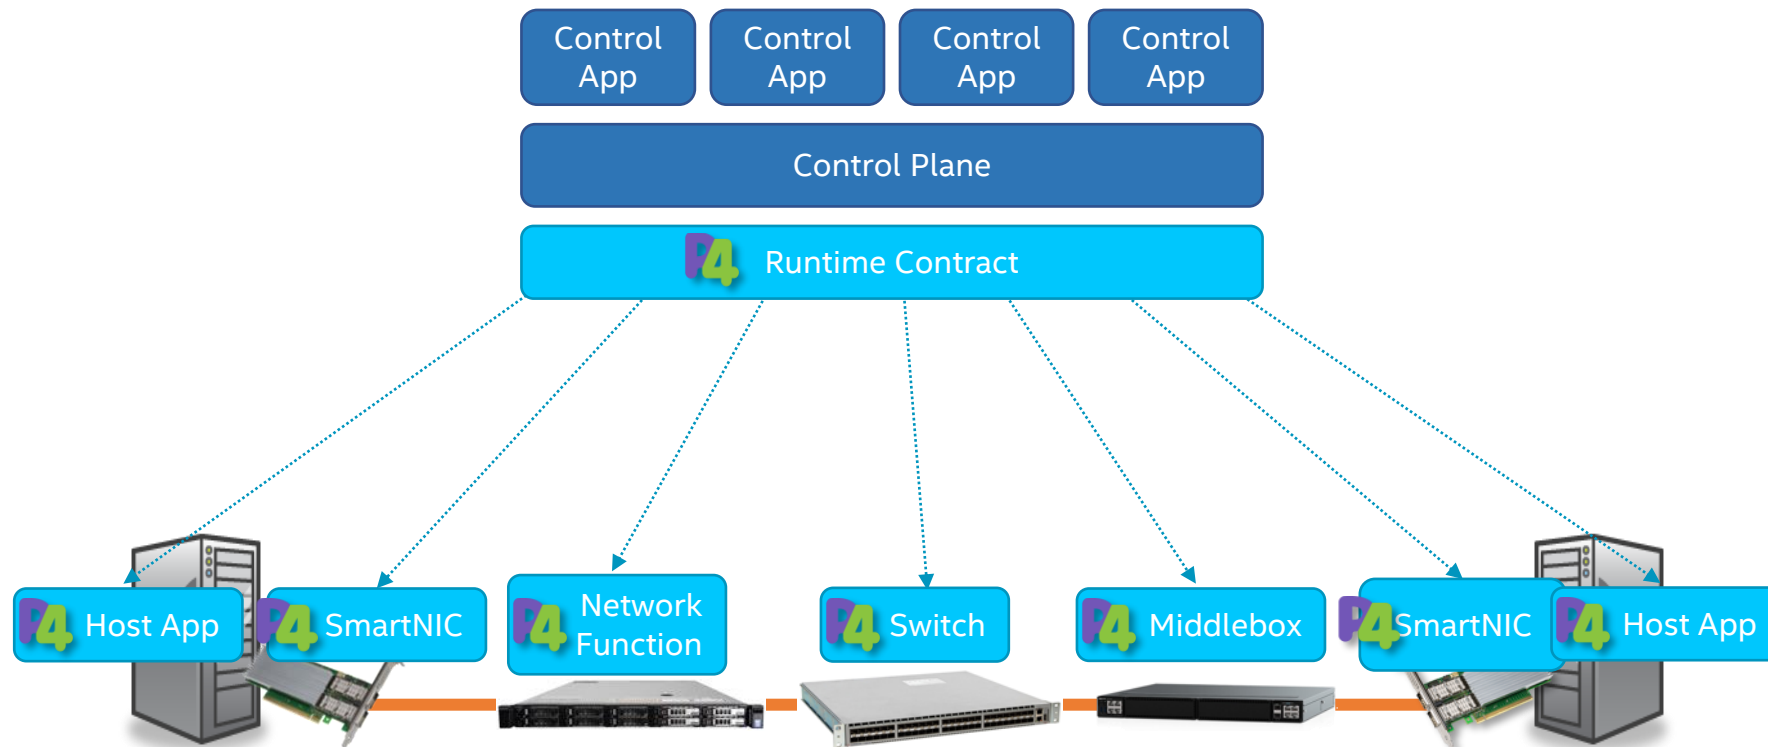 Control
App
Control
App
Control
App
Control
App
Control Plane
P4 Runtime Contract
P4 Host App
P4 SmartNIC
P4 Network
Function
P4 Switch
P4 Middlebox
P4 SmartNIC
P4 Host App